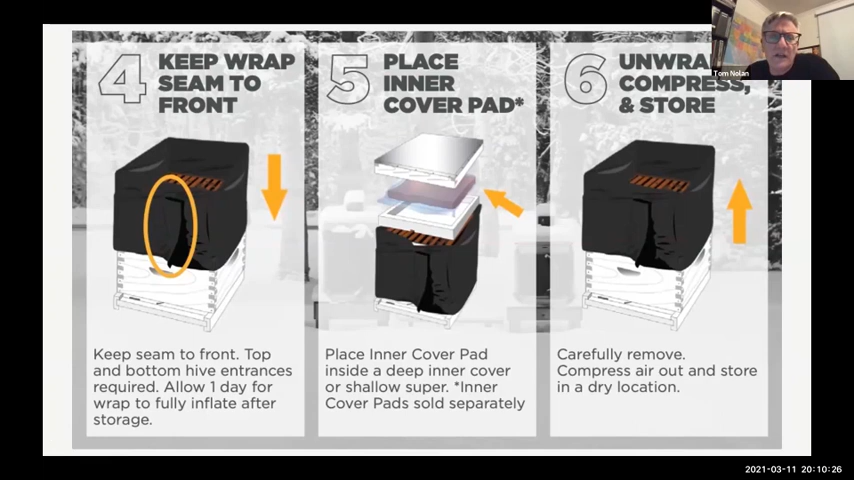 4 KEEP WRAP
SEAM TO
FRONT
Keep seam to front. Top
and bottom hive entrances
required. Allow 1 day for
wrap to fully inflate after
storage.
5 PLACE
INNER
COVER PAD*
Place Inner Cover Pad
inside a deep inner cover
or shallow super. *Inner
Cover Pads sold separately
6
COMPRESS,
& STORE
Carefully remove.
Compress air out and store
in a dry location.
Tom Nolan
2021-03-11 20:10:26